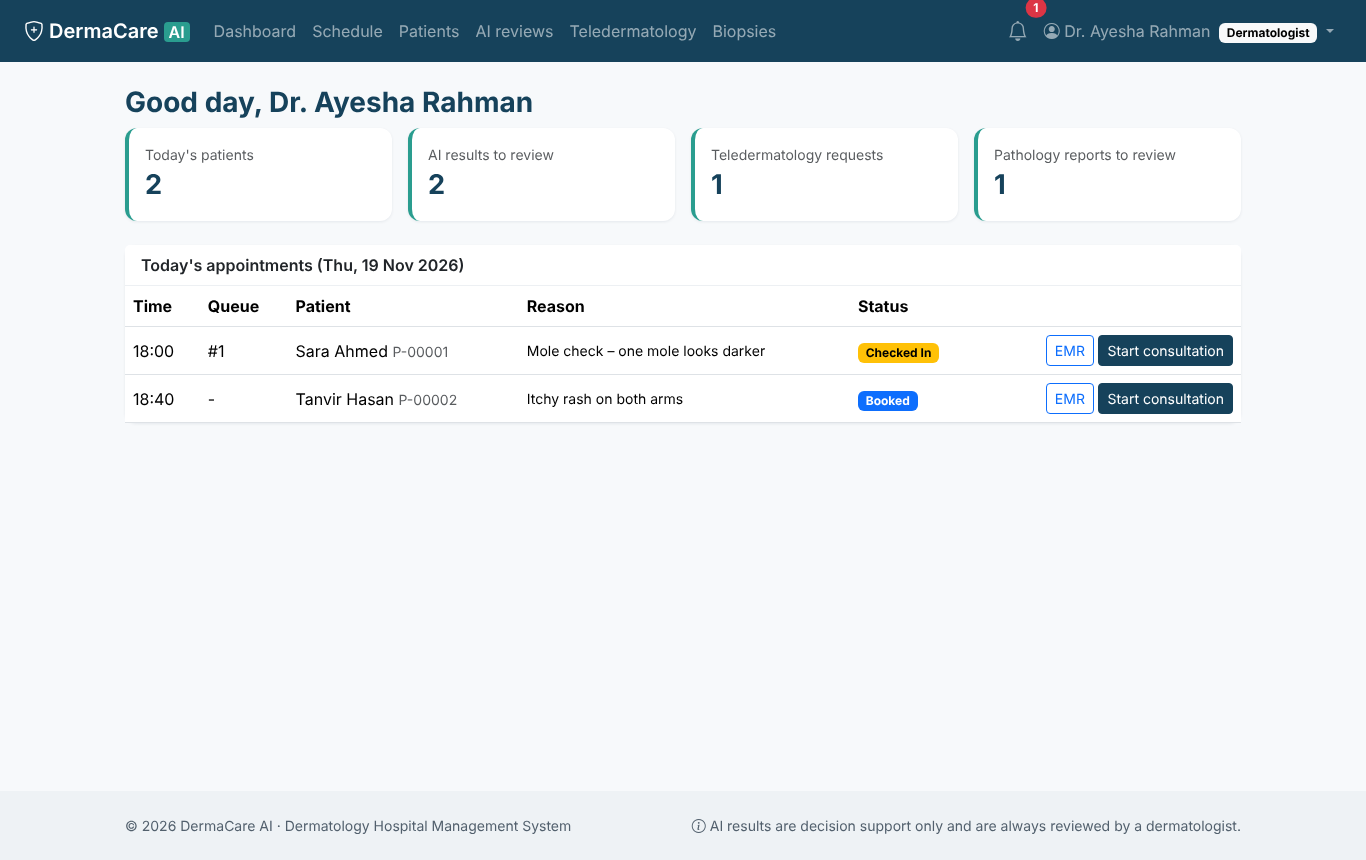 DermaCare AI Dashboard Schedule Patients AI reviews Teledermatology Biopsies 1 Dr. Ayesha Rahman Dermatologist
Good day, Dr. Ayesha Rahman
Today's patients
2
AI results to review
2
Teledermatology requests
1
Pathology reports to review
1
Today's appointments (Thu, 19 Nov 2026)
Time Queue Patient Reason Status
18:00 #1 Sara Ahmed P-00001 Mole check – one mole looks darker Checked In EMR Start consultation
18:40 - Tanvir Hasan P-00002 Itchy rash on both arms Booked EMR Start consultation
© 2026 DermaCare AI · Dermatology Hospital Management System
AI results are decision support only and are always reviewed by a dermatologist.